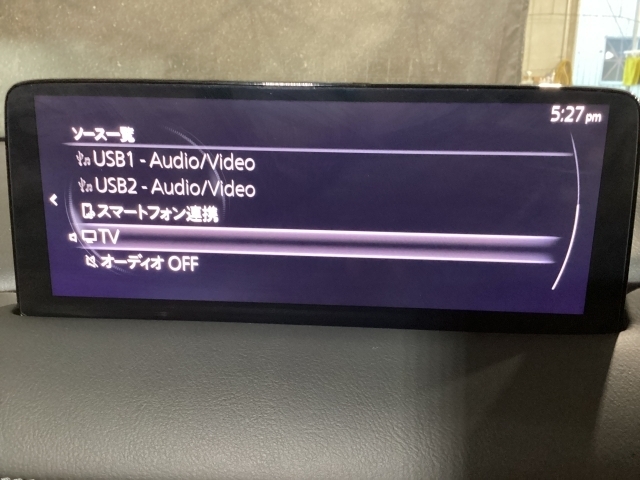 5:27 pm
ソース一覧
USB1 - Audio/Video
USB2 - Audio/Video
スマートフォン連携
TV
オーディオ OFF